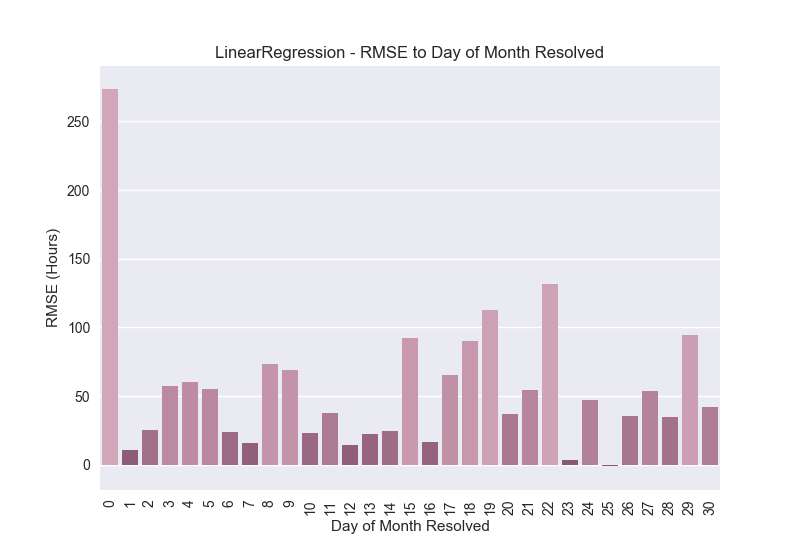 LinearRegression - RMSE to Day of Month Resolved
RMSE (Hours)
250
200
150
100
50
0
0 1 2 3 4 5 6 7 8 9 10 11 12 13 14 15 16 17 18 19 20 21 22 23 24 25 26 27 28 29 30
Day of Month Resolved